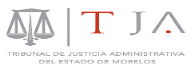 TJA
TRIBUNAL DE JUSTICIA ADMINISTRATIVA
DEL ESTADO DE MORELOS